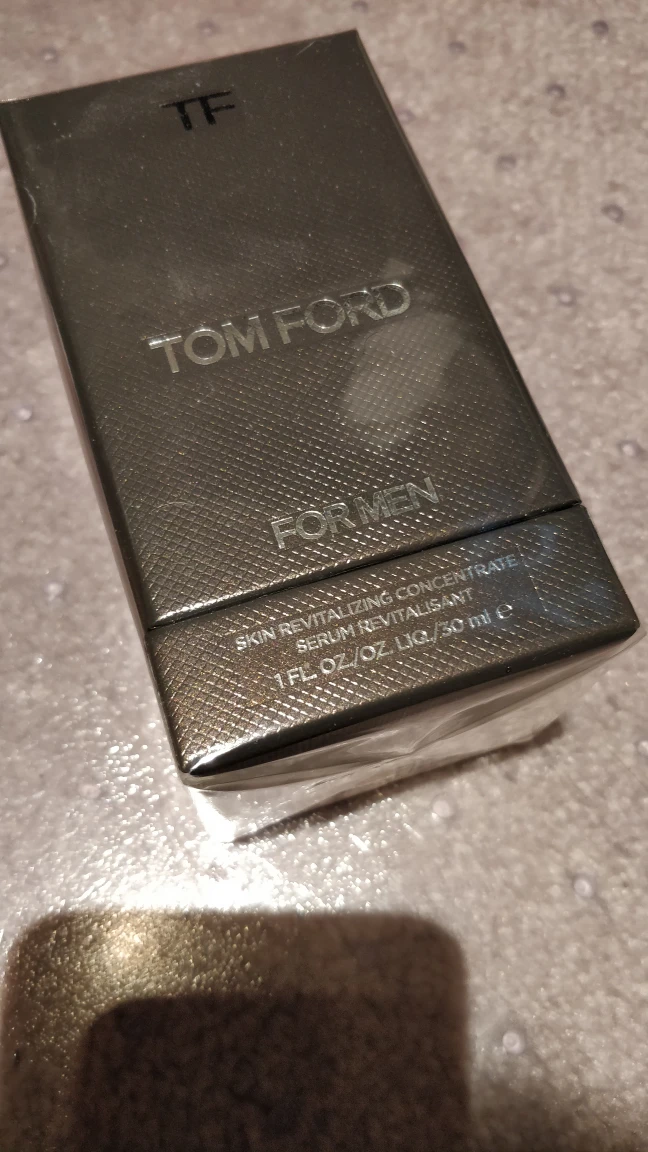 TF
TOM FORD
FOR MEN
SKIN REVITALIZING CONCENTRATE
SERUM REVITALISANT
1 FL. OZ./OZ. LIQ./30 ml ℮